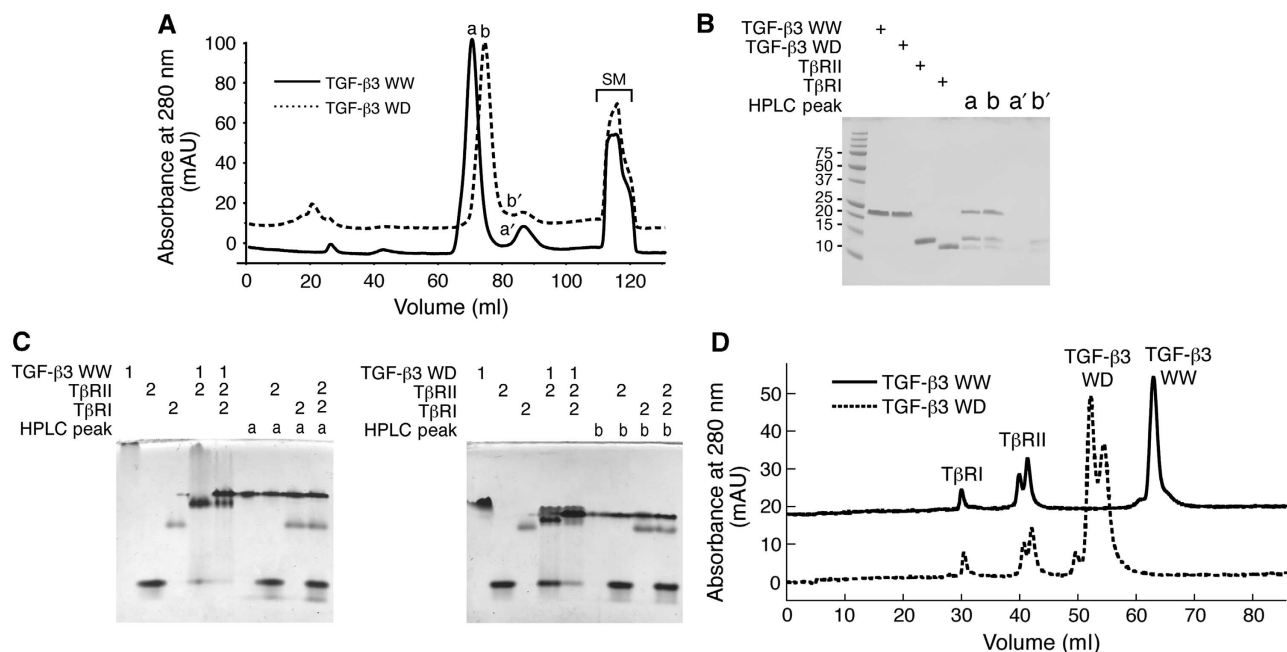 A
Absorbance at 280 nm
(mAU)
100
80
60
40
20
0
a b
TGF-β3 WW
TGF-β3 WD
SM
b′
a′
0 20 40 60 80 100 120
Volume (ml)
B
TGF-β3 WW +
TGF-β3 WD +
TβRII +
TβRI +
HPLC peak a b a′ b′
75
50
37
25
20
15
10
C
TGF-β3 WW 1 1 1
TβRII 2 2 2 2 2
TβRI 2 2 2 2
HPLC peak a a a a
TGF-β3 WD 1 1 1
TβRII 2 2 2 2 2
TβRI 2 2 2 2
HPLC peak b b b b
D
Absorbance at 280 nm
(mAU)
50
40
30
20
10
0
TGF-β3 WW
TGF-β3 WD
TGF-β3
WD
TGF-β3
WW
TβRI
TβRII
0 10 20 30 40 50 60 70 80
Volume (ml)